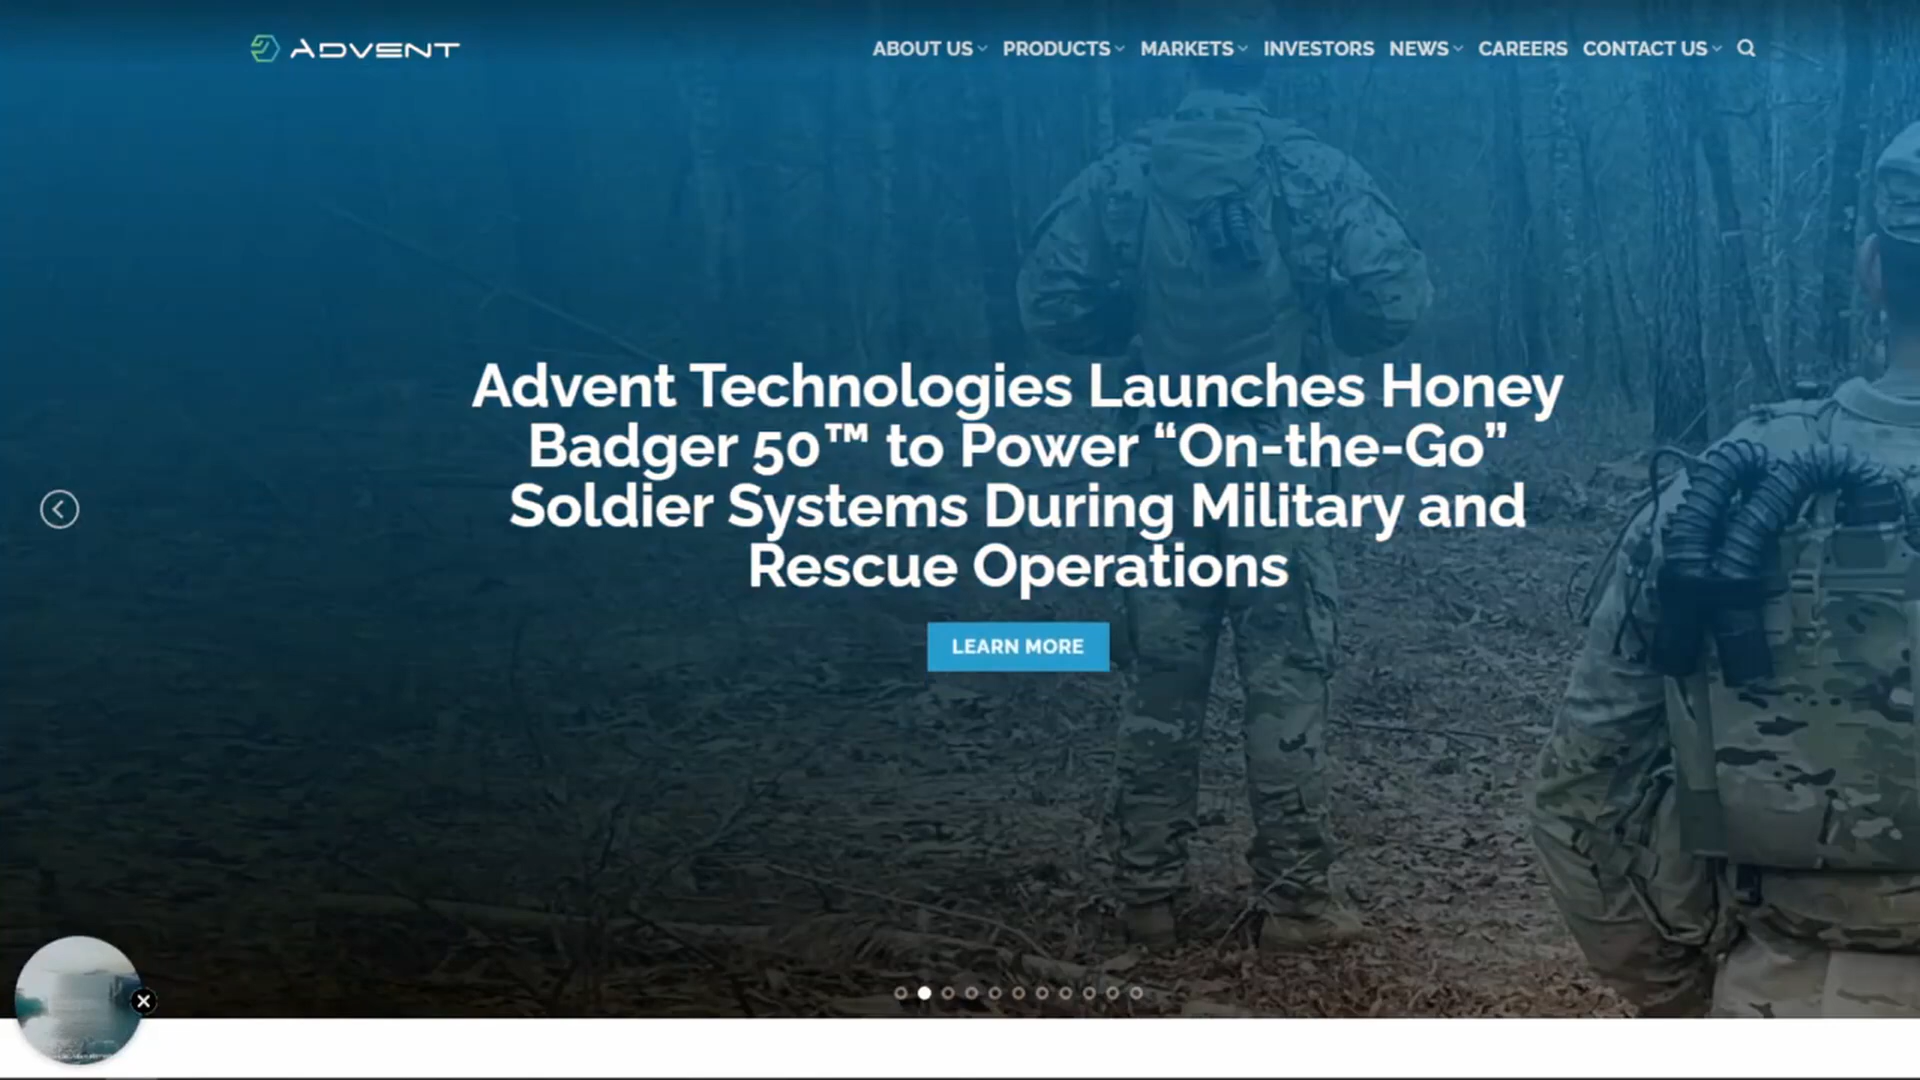 ADVENT
ABOUT US PRODUCTS MARKETS INVESTORS NEWS CAREERS CONTACT US
Advent Technologies Launches Honey
Badger 50™ to Power “On-the-Go”
Soldier Systems During Military and
Rescue Operations
LEARN MORE